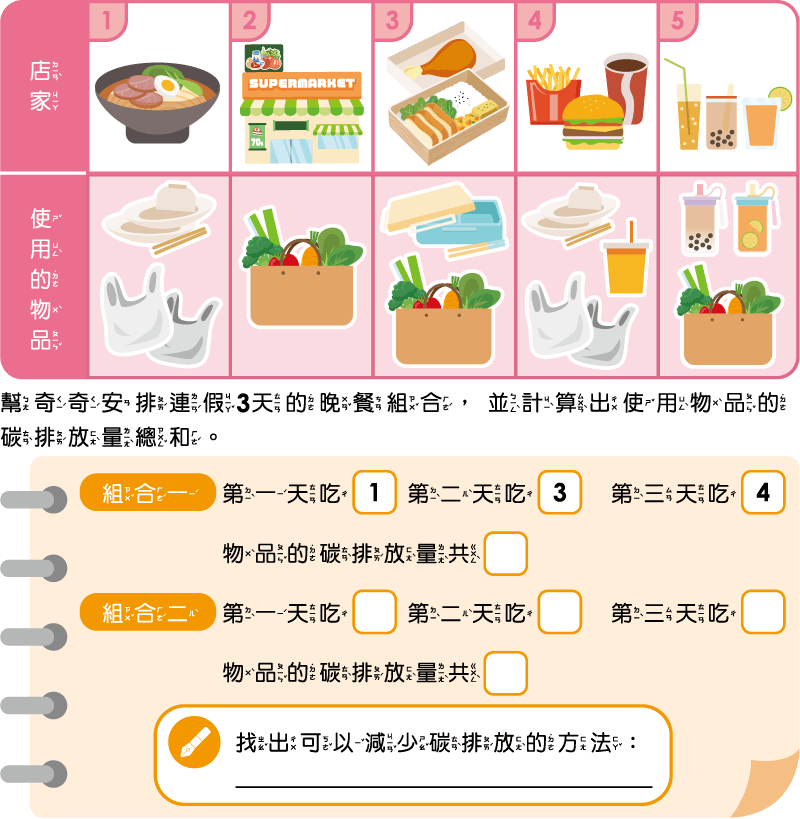 1 2 3 4 5
店家
SUPERMARKET
70%
使用的物品
幫奇奇安排連假3天的晚餐組合，並計算出使用物品的
碳排放量總和。
組合一 第一天吃 1 第二天吃 3 第三天吃 4
物品的碳排放量共
組合二 第一天吃 第二天吃 第三天吃
物品的碳排放量共
找出可以減少碳排放的方法：